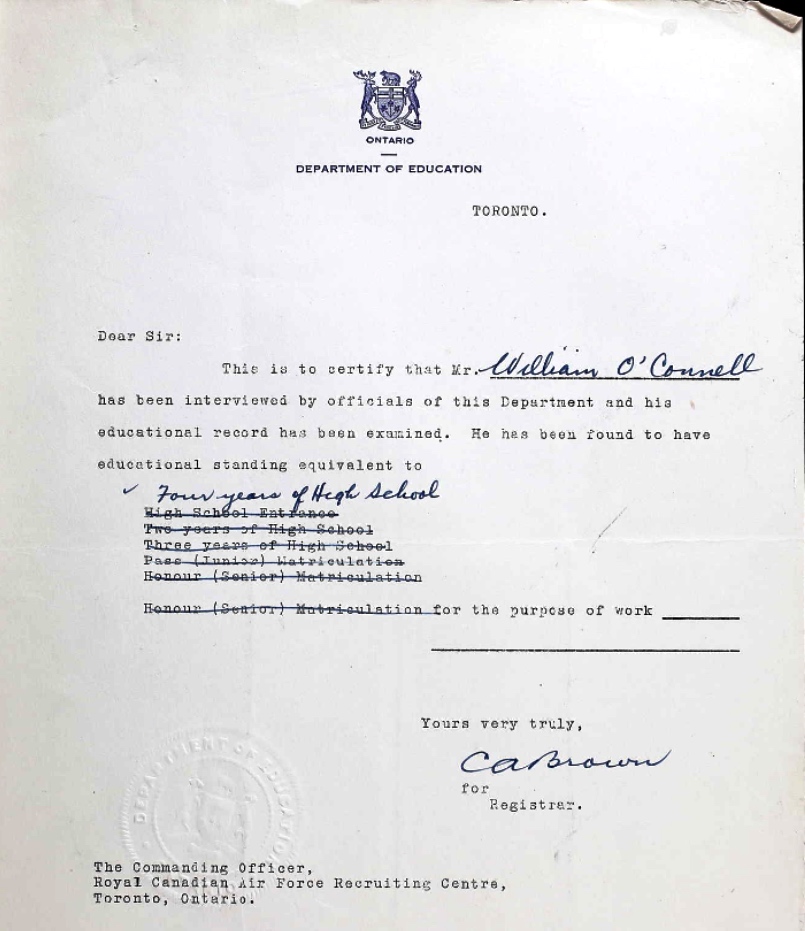 ONTARIO
DEPARTMENT OF EDUCATION
TORONTO.
Dear Sir:
This is to certify that Mr. William O'Connell
has been interviewed by officials of this Department and his
educational record has been examined. He has been found to have
educational standing equivalent to
✓ Four years of High School
High School Entrance
Two years of High School
Three years of High School
Pass (Junior) Matriculation
Honour (Senior) Matriculation
Honour (Senior) Matriculation for the purpose of work
Yours very truly,
C A Brown
for
Registrar.
DEPARTMENT OF EDUCATION
The Commanding Officer,
Royal Canadian Air Force Recruiting Centre,
Toronto, Ontario.